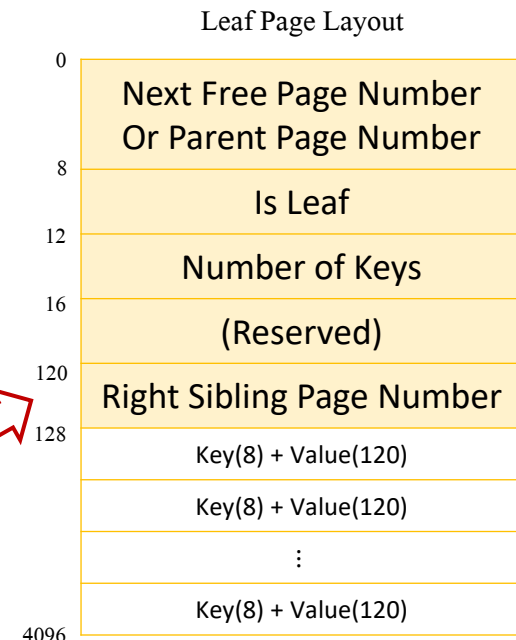 Leaf Page Layout
0
Next Free Page Number
Or Parent Page Number
8
Is Leaf
12
Number of Keys
16
(Reserved)
120
Right Sibling Page Number
128
Key(8) + Value(120)
Key(8) + Value(120)
⋮
Key(8) + Value(120)
4096